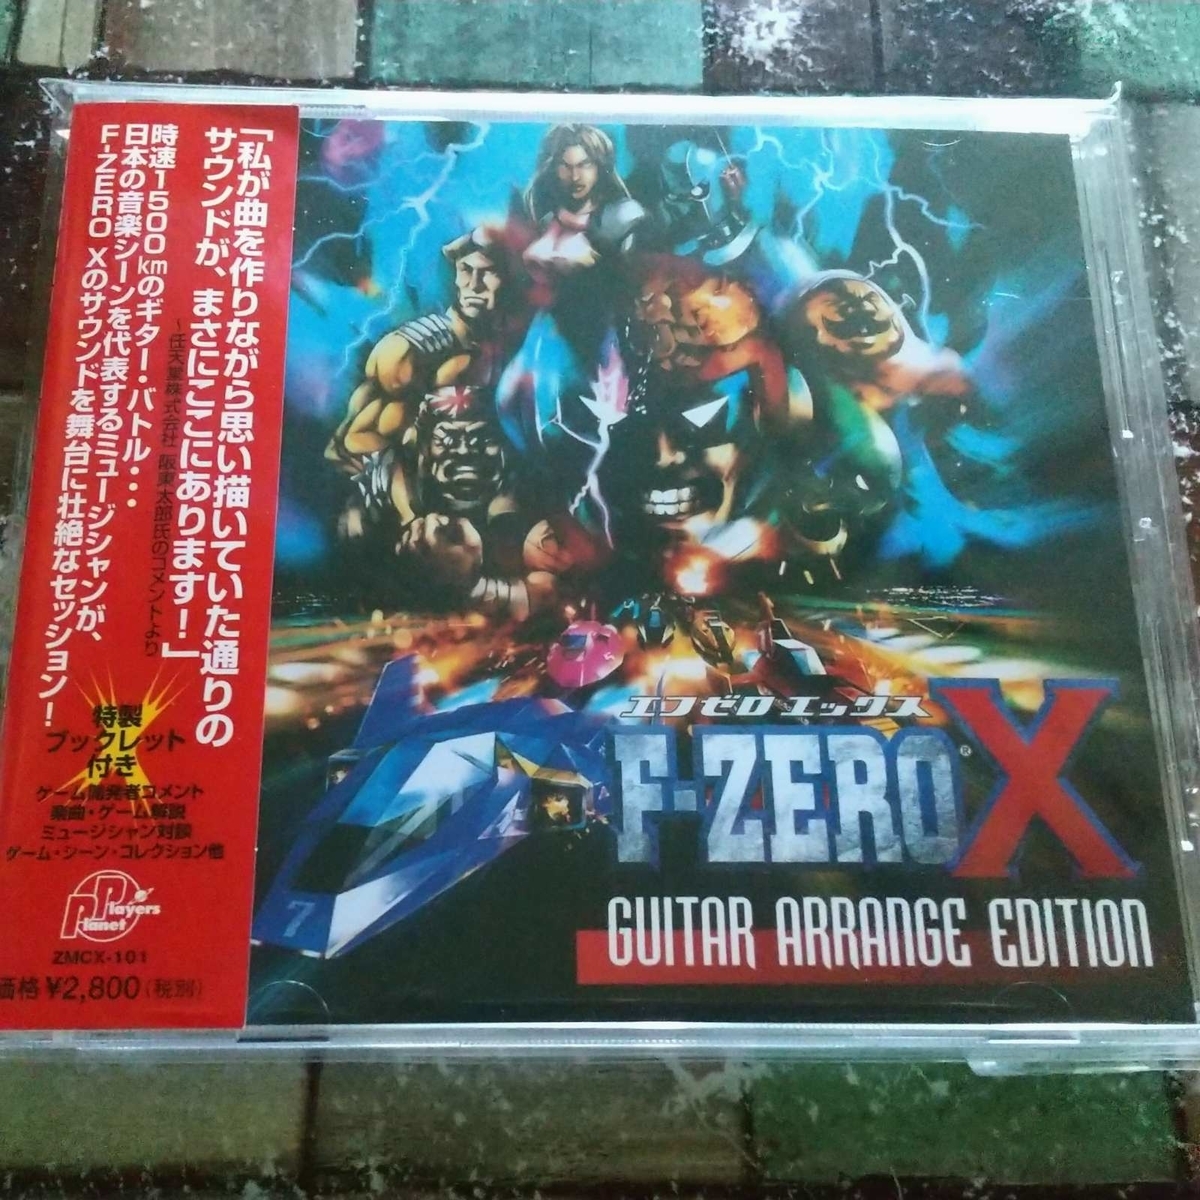 「私が曲を作りながら思い描いていた通りの
サウンドが、まさにここにあります!」
～任天堂株式会社 阪東太郎氏のコメントより
時速1500kmのギター・バトル・・・
日本の音楽シーンを代表するミュージシャンが、
F-ZERO Xのサウンドを舞台に壮絶なセッション!
特製
ブックレット
付き
ゲーム開発者コメント
楽曲・ゲーム解説
ミュージシャン対談
ゲーム・シーン・コレクション他
Players
Planet
ZMCX-101
価格¥2,800(税別)
エフゼロ エックス
F-ZERO® X
GUITAR ARRANGE EDITION
7